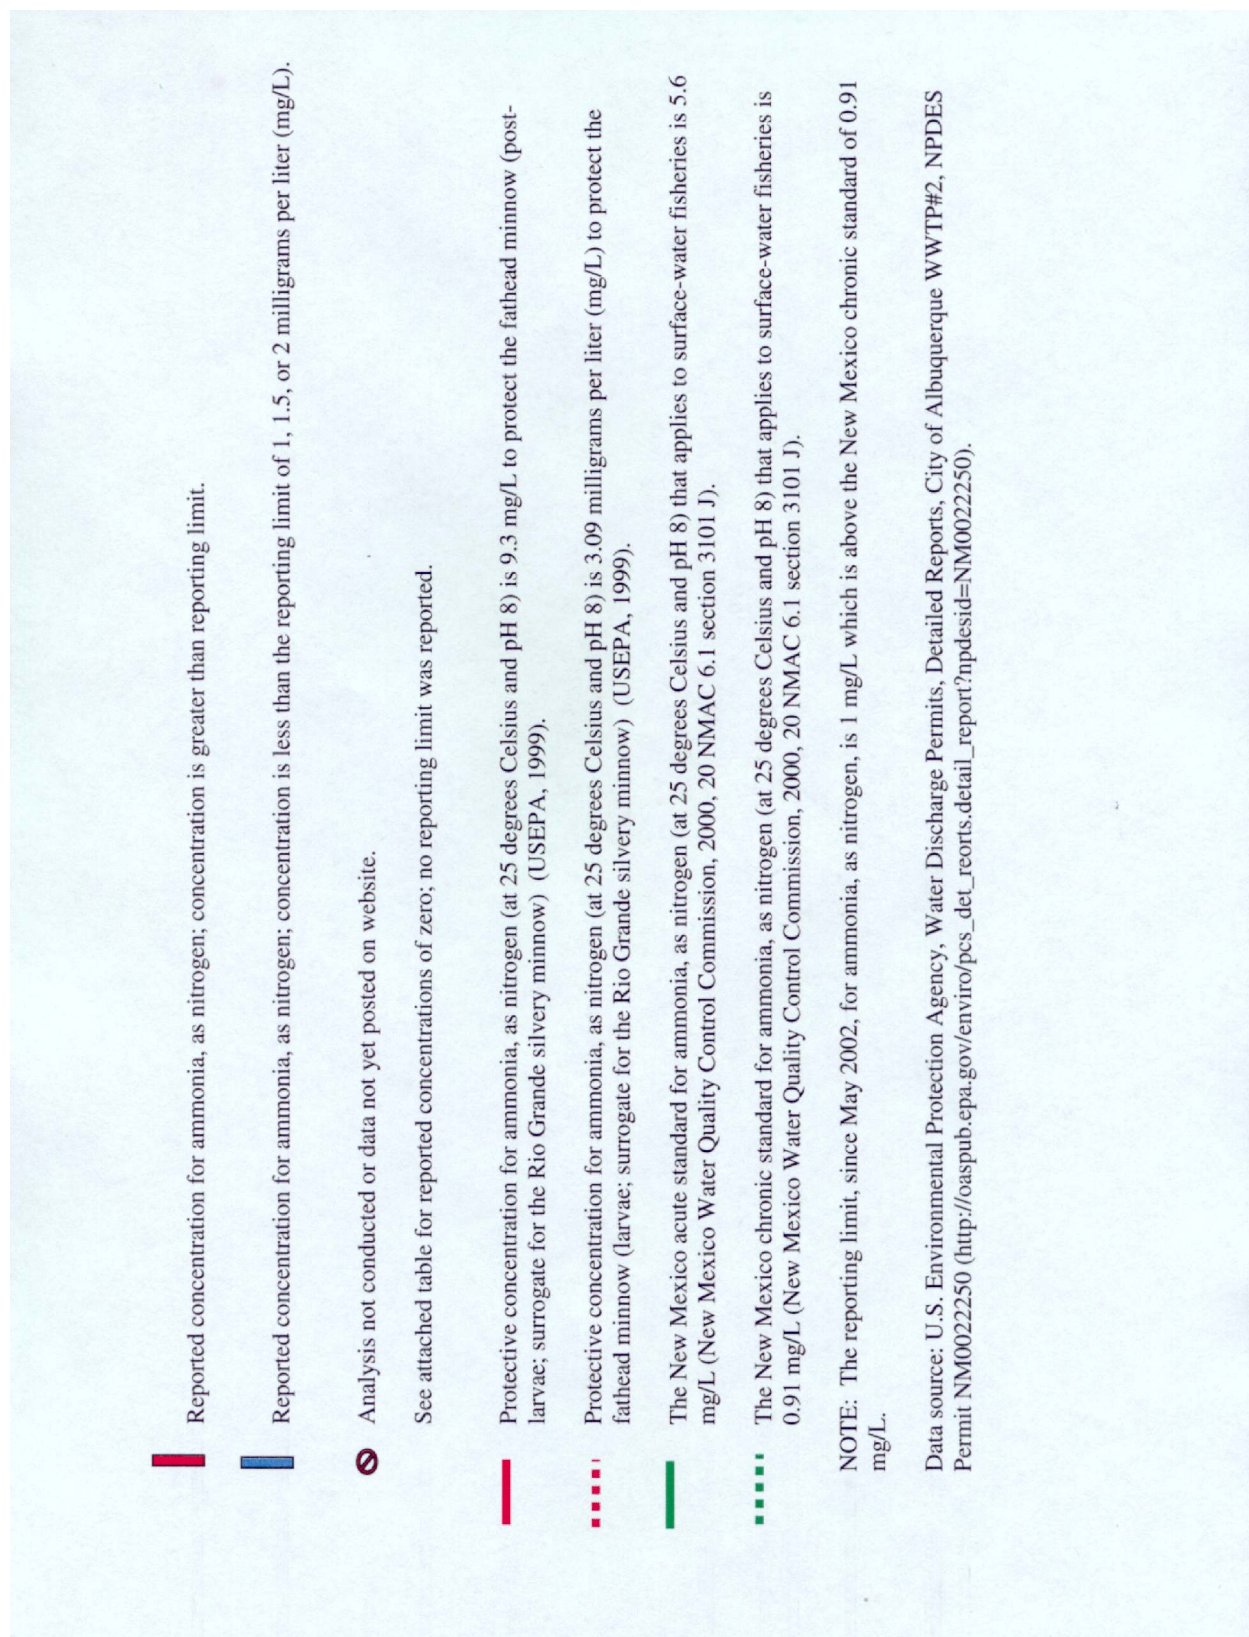 Reported concentration for ammonia, as nitrogen; concentration is greater than reporting limit.
Reported concentration for ammonia, as nitrogen; concentration is less than the reporting limit of 1, 1.5, or 2 milligrams per liter (mg/L).
Analysis not conducted or data not yet posted on website.
See attached table for reported concentrations of zero; no reporting limit was reported.
Protective concentration for ammonia, as nitrogen (at 25 degrees Celsius and pH 8) is 9.3 mg/L to protect the fathead minnow (post-
larvae; surrogate for the Rio Grande silvery minnow) (USEPA, 1999).
Protective concentration for ammonia, as nitrogen (at 25 degrees Celsius and pH 8) is 3.09 milligrams per liter (mg/L) to protect the
fathead minnow (larvae; surrogate for the Rio Grande silvery minnow) (USEPA, 1999).
The New Mexico acute standard for ammonia, as nitrogen (at 25 degrees Celsius and pH 8) that applies to surface-water fisheries is 5.6
mg/L (New Mexico Water Quality Control Commission, 2000, 20 NMAC 6.1 section 3101 J).
The New Mexico chronic standard for ammonia, as nitrogen (at 25 degrees Celsius and pH 8) that applies to surface-water fisheries is
0.91 mg/L (New Mexico Water Quality Control Commission, 2000, 20 NMAC 6.1 section 3101 J).
NOTE: The reporting limit, since May 2002, for ammonia, as nitrogen, is 1 mg/L which is above the New Mexico chronic standard of 0.91
mg/L.
Data source: U.S. Environmental Protection Agency, Water Discharge Permits, Detailed Reports, City of Albuquerque WWTP#2, NPDES
Permit NM0022250 (http://oaspub.epa.gov/enviro/pcs_det_reorts.detail_report?npdesid=NM0022250).